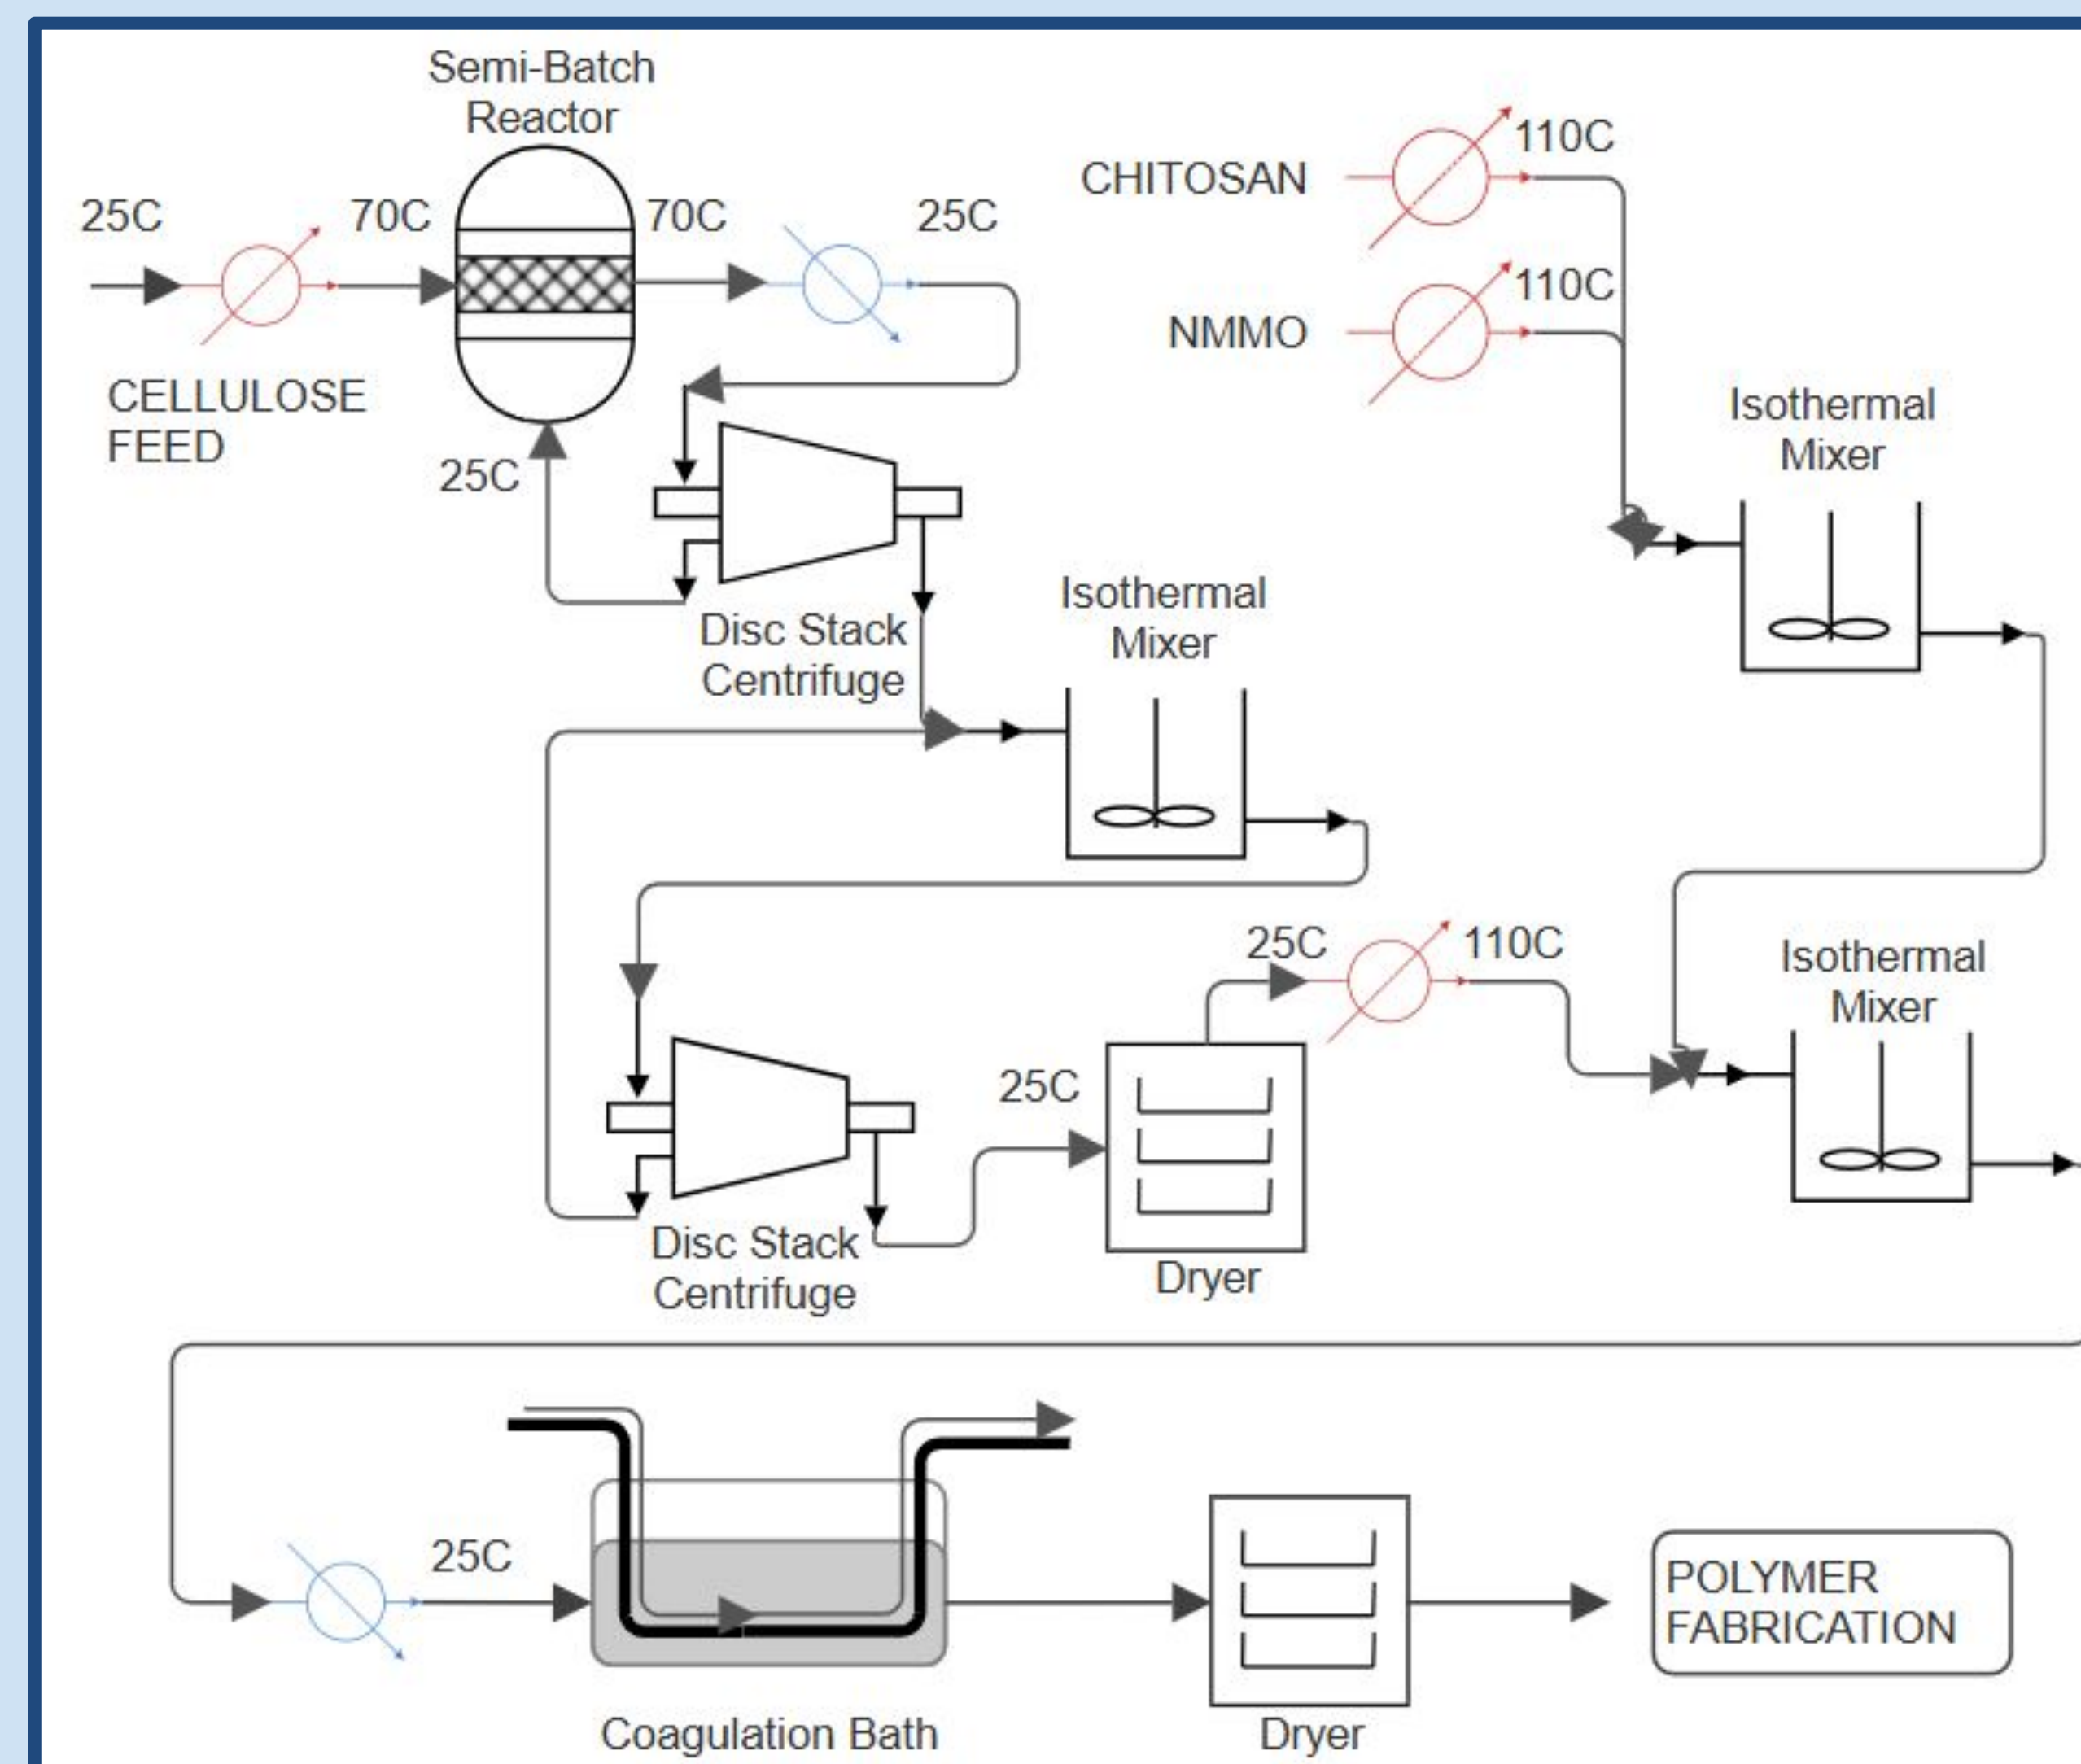 Semi-Batch
Reactor
25C
70C
70C
25C
CELLULOSE
FEED
25C
Disc Stack
Centrifuge
CHITOSAN
110C
NMMO
110C
Isothermal
Mixer
Isothermal
Mixer
25C
110C
Isothermal
Mixer
25C
Disc Stack
Centrifuge
Dryer
25C
Coagulation Bath
Dryer
POLYMER
FABRICATION